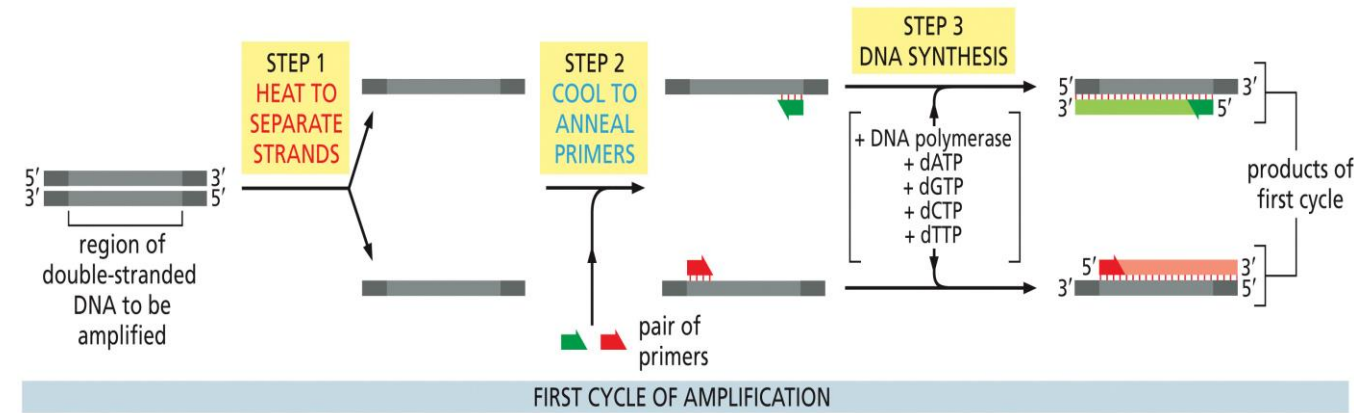 STEP 1
HEAT TO
SEPARATE
STRANDS
STEP 2
COOL TO
ANNEAL
PRIMERS
STEP 3
DNA SYNTHESIS
5′ 3′
3′ 5′
region of
double-stranded
DNA to be
amplified
pair of
primers
+ DNA polymerase
+ dATP
+ dGTP
+ dCTP
+ dTTP
5′ 3′
3′ 5′
5′ 3′
3′ 5′
products of
first cycle
FIRST CYCLE OF AMPLIFICATION